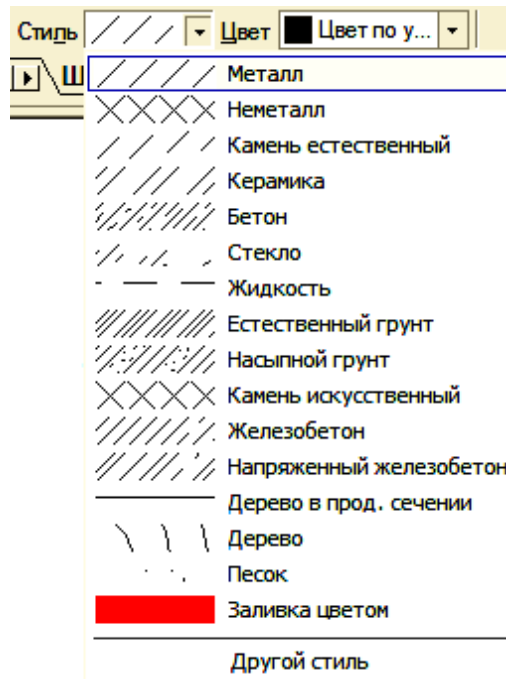 Стиль Цвет Цвет по у...
Ш
Металл
Неметалл
Камень естественный
Керамика
Бетон
Стекло
Жидкость
Естественный грунт
Насыпной грунт
Камень искусственный
Железобетон
Напряженный железобетон
Дерево в прод. сечении
Дерево
Песок
Заливка цветом
Другой стиль